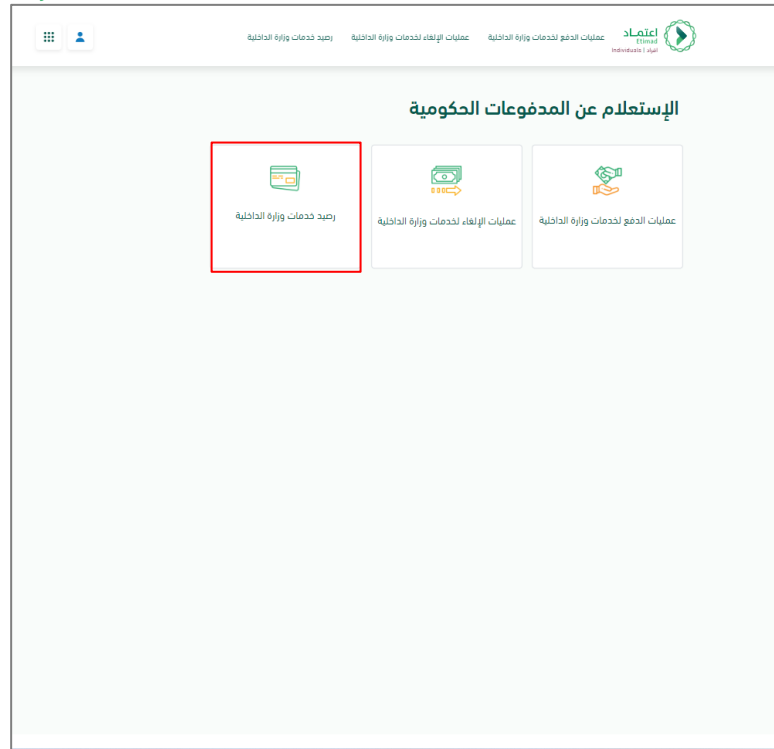 اعتماد
Etimad
أفراد | Individuals
عمليات الدفع لخدمات وزارة الداخلية
عمليات الإلغاء لخدمات وزارة الداخلية
رصيد خدمات وزارة الداخلية
الإستعلام عن المدفوعات الحكومية
عمليات الدفع لخدمات وزارة الداخلية
عمليات الإلغاء لخدمات وزارة الداخلية
رصيد خدمات وزارة الداخلية